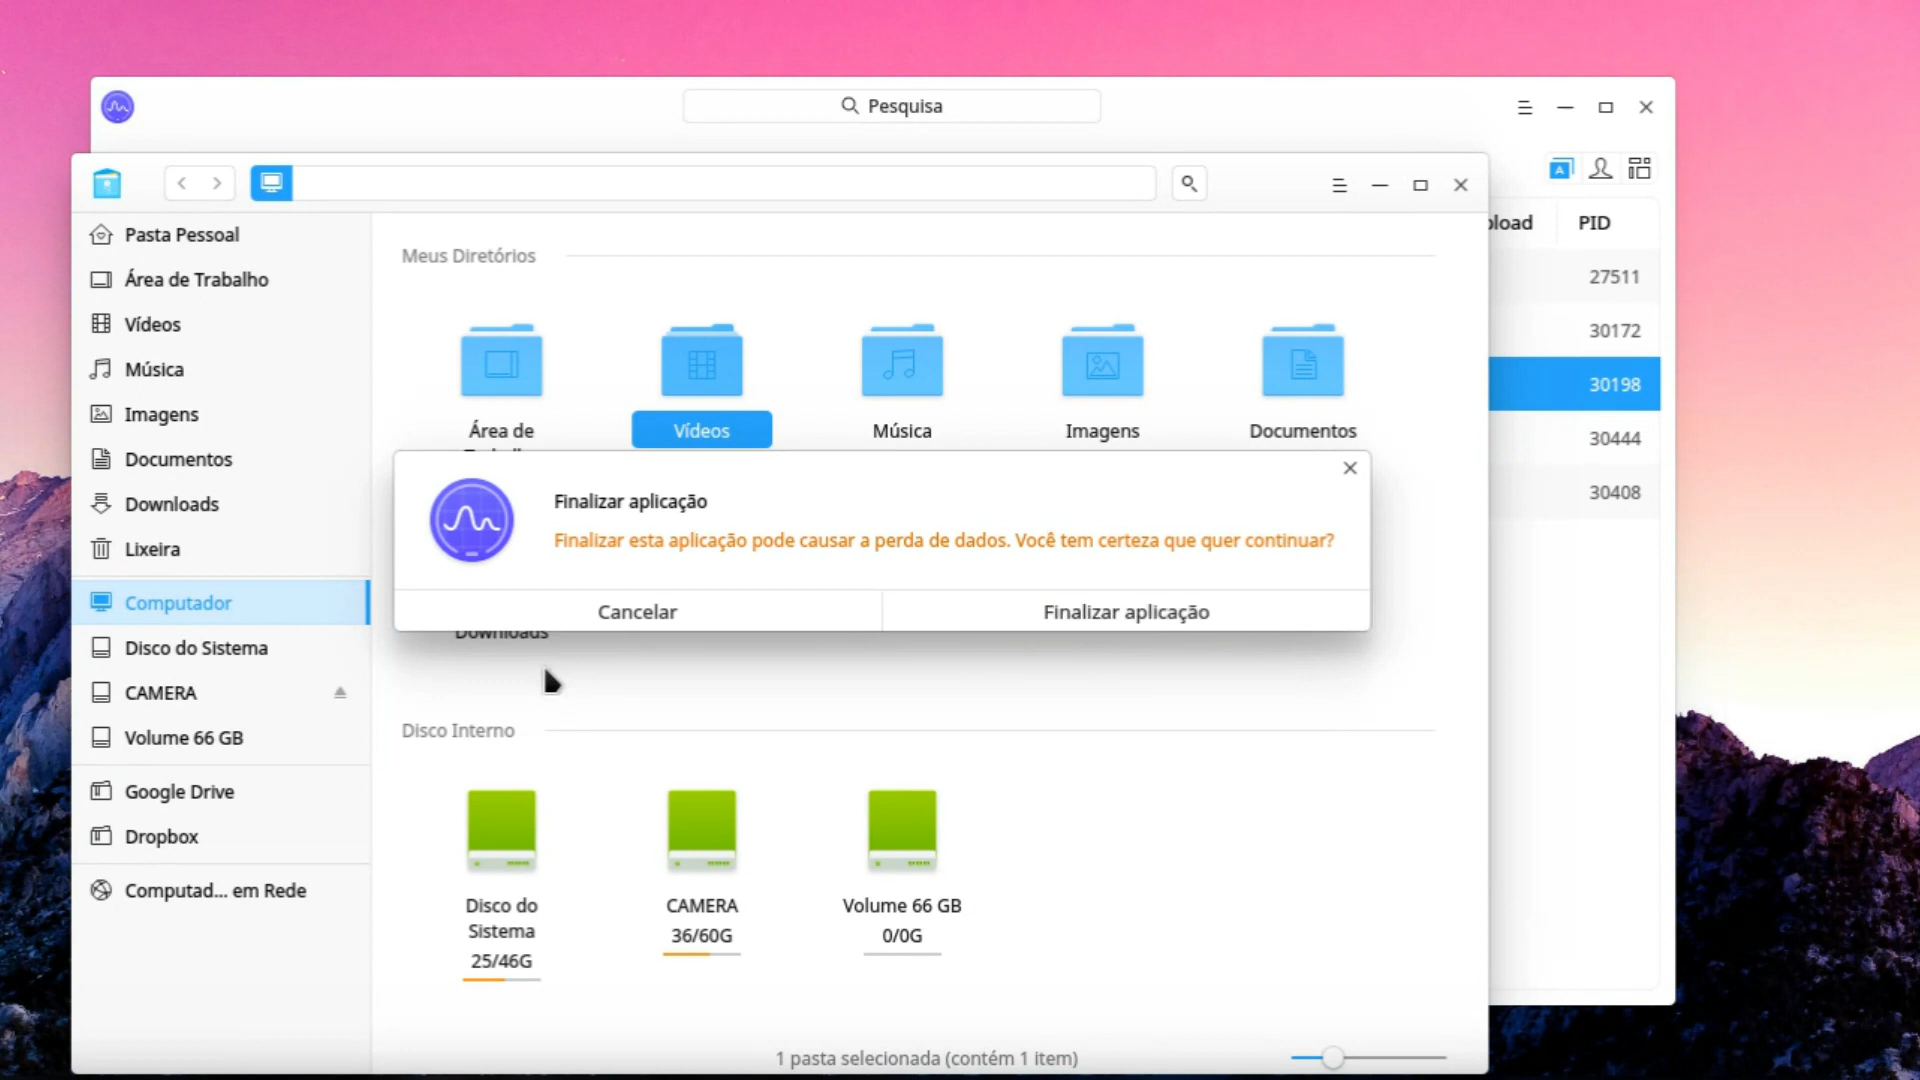 Pesquisa
PID
27511
30172
30198
30444
30408
Pasta Pessoal
Área de Trabalho
Vídeos
Música
Imagens
Documentos
Downloads
Lixeira
Computador
Disco do Sistema
CAMERA
Volume 66 GB
Google Drive
Dropbox
Computad... em Rede
Meus Diretórios
Área de
Vídeos
Música
Imagens
Documentos
Finalizar aplicação
Finalizar esta aplicação pode causar a perda de dados. Você tem certeza que quer continuar?
Cancelar
Finalizar aplicação
Downloads
Disco Interno
Disco do
Sistema
25/46G
CAMERA
36/60G
Volume 66 GB
0/0G
1 pasta selecionada (contém 1 item)